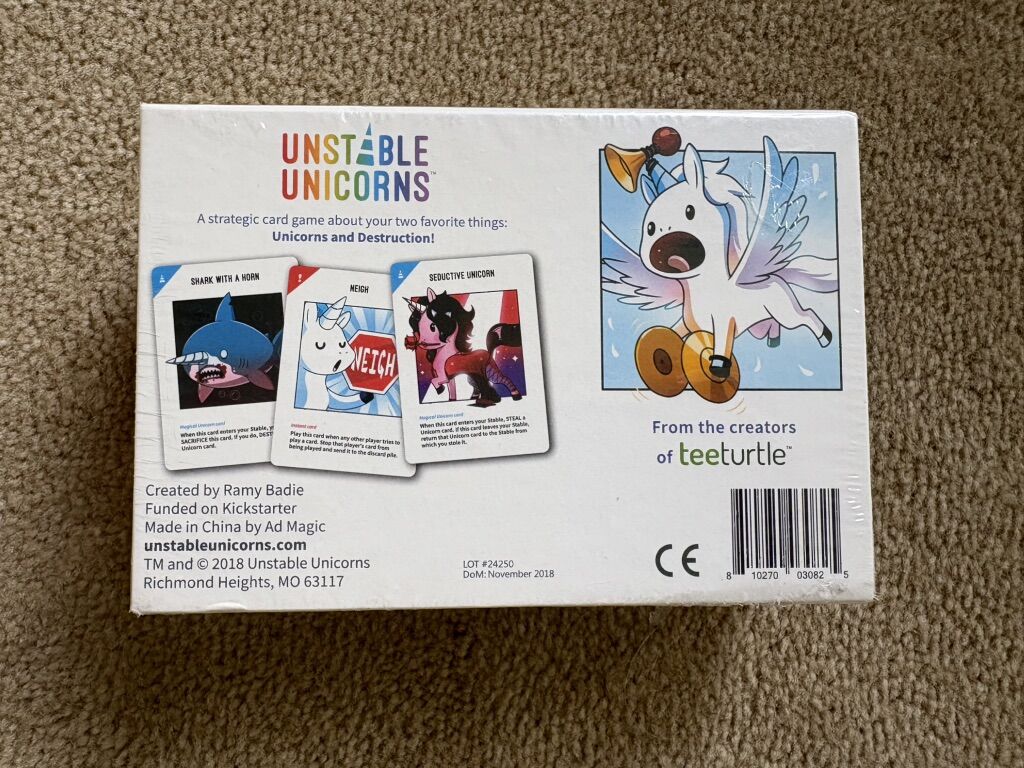 UNSTABLE
UNICORNS™
A strategic card game about your two favorite things:
Unicorns and Destruction!
SHARK WITH A HORN
Magical Unicorn card
When this card enters your Stable,
SACRIFICE this card. If you do,
Unicorn card.
NEIGH
NEIGH
Instant card
Play this card when any other player tries to
play a card. Stop that player's card from
being played and send it to the discard pile.
SEDUCTIVE UNICORN
Magical Unicorn card
When this card enters your Stable, STEAL a
Unicorn card. If this card leaves your Stable,
return that Unicorn card to the Stable from
which you stole it.
From the creators
of teeturtle™
Created by Ramy Badie
Funded on Kickstarter
Made in China by Ad Magic
unstableunicorns.com
TM and © 2018 Unstable Unicorns
Richmond Heights, MO 63117
LOT #24250
DoM: November 2018
CE
8 10270 03082 5